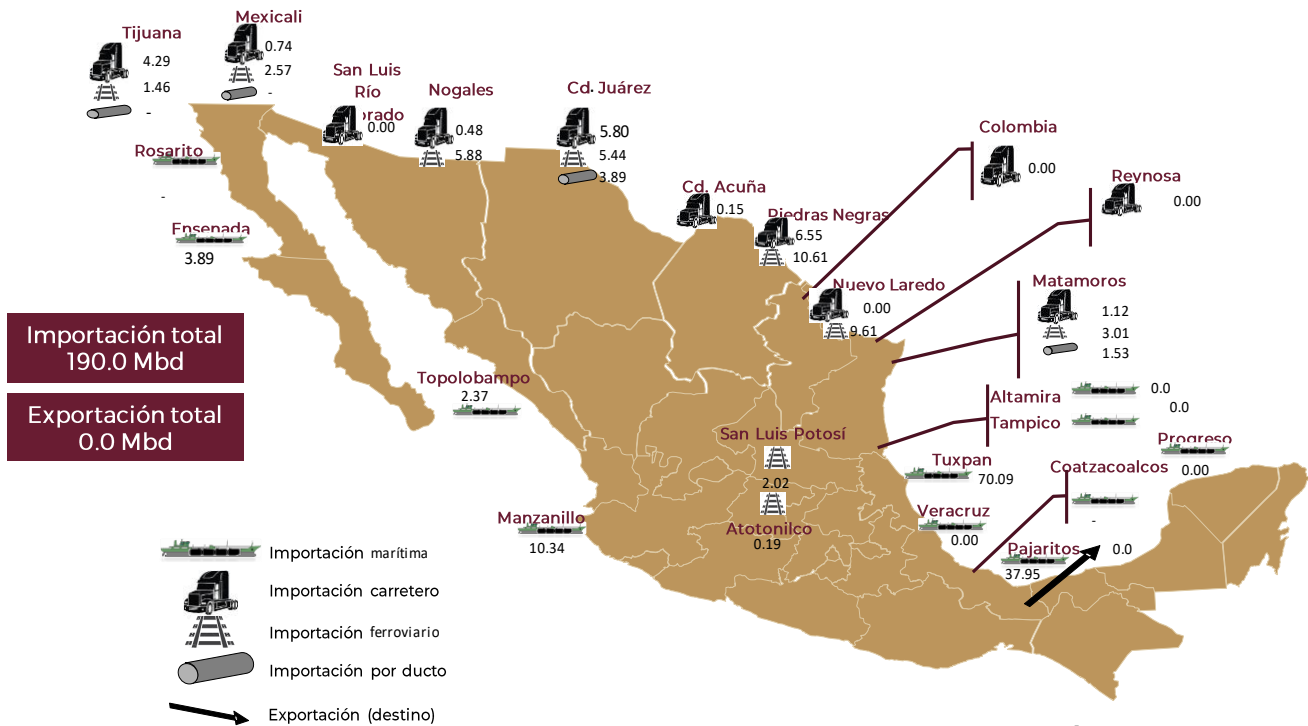 Tijuana
4.29
1.46
-
Mexicali
0.74
2.57
-
San Luis
Río
orado
0.00
Nogales
0.48
5.88
Cd. Juárez
5.80
5.44
3.89
Colombia
0.00
Reynosa
0.00
Rosarito
-
Cd. Acuña
0.15
Piedras Negras
6.55
10.61
Ensenada
3.89
Nuevo Laredo
0.00
9.61
Matamoros
1.12
3.01
1.53
Importación total
190.0 Mbd
Exportación total
0.0 Mbd
Topolobampo
2.37
Altamira
0.0
Tampico
0.0
San Luis Potosí
2.02
Tuxpan
70.09
Coatzacoalcos
-
Progreso
0.00
Manzanillo
10.34
Atotonilco
0.19
Veracruz
0.00
Pajaritos
37.95
0.0
Importación marítima
Importación carretero
Importación ferroviario
Importación por ducto
Exportación (destino)